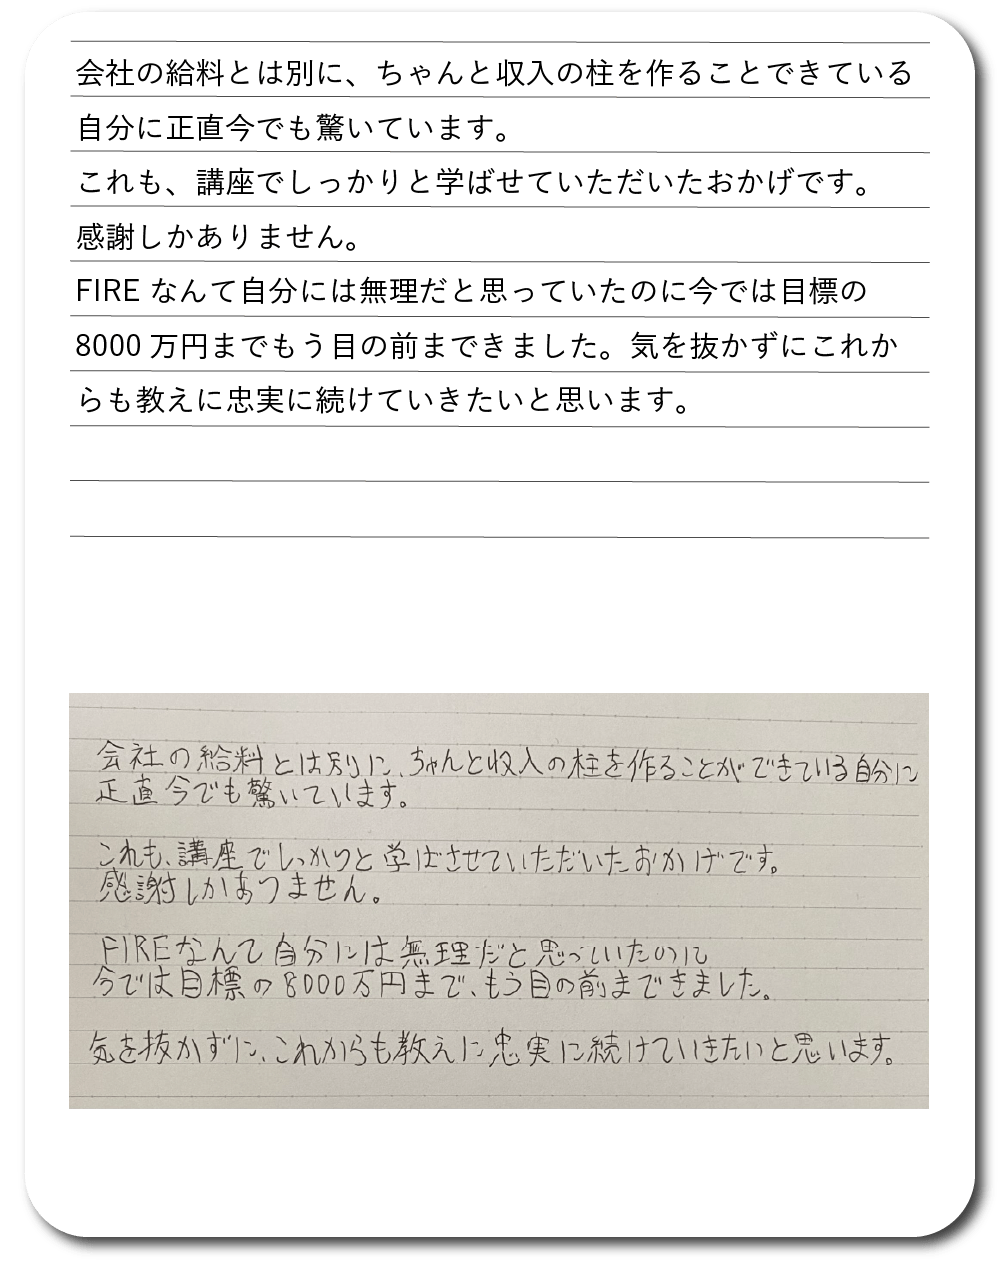 会社の給料とは別に、ちゃんと収入の柱を作ることできている
自分に正直今でも驚いています。
これも、講座でしっかりと学ばせていただいたおかげです。
感謝しかありません。
FIRE なんて自分には無理だと思っていたのに今では目標の
8000 万円までもう目の前まできました。気を抜かずにこれか
らも教えに忠実に続けていきたいと思います。
会社の給料とは別に、ちゃんと収入の柱を作ることができている自分に
正直今でも驚いています。
これも、講座でしっかりと学ばさせていただいたおかげです。
感謝しかありません。
FIREなんて自分には無理だと思っていたのに
今では目標の8000万円まで、もう目の前まできました。
気を抜かずに、これからも教えに忠実に続けていきたいと思います。